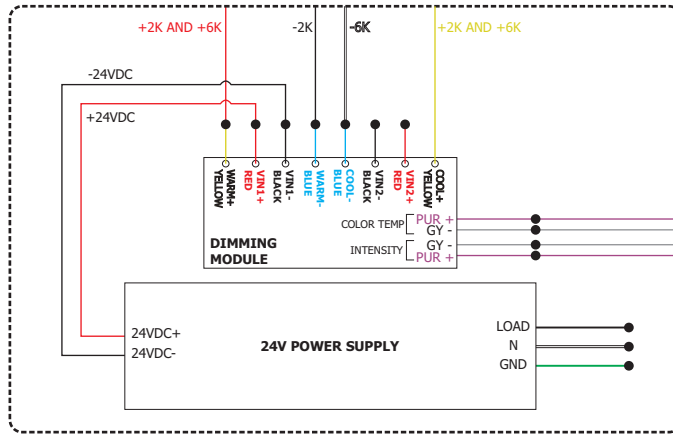 +2K AND +6K
-2K
-6K
+2K AND +6K
-24VDC
+24VDC
WARM+
YELLOW
VIN1+
RED
VIN1-
BLACK
WARM-
BLUE
COOL-
BLUE
VIN2-
BLACK
VIN2+
RED
COOL+
YELLOW
COLOR TEMP
PUR +
GY -
INTENSITY
GY -
PUR +
DIMMING
MODULE
24VDC+
24VDC-
24V POWER SUPPLY
LOAD
N
GND